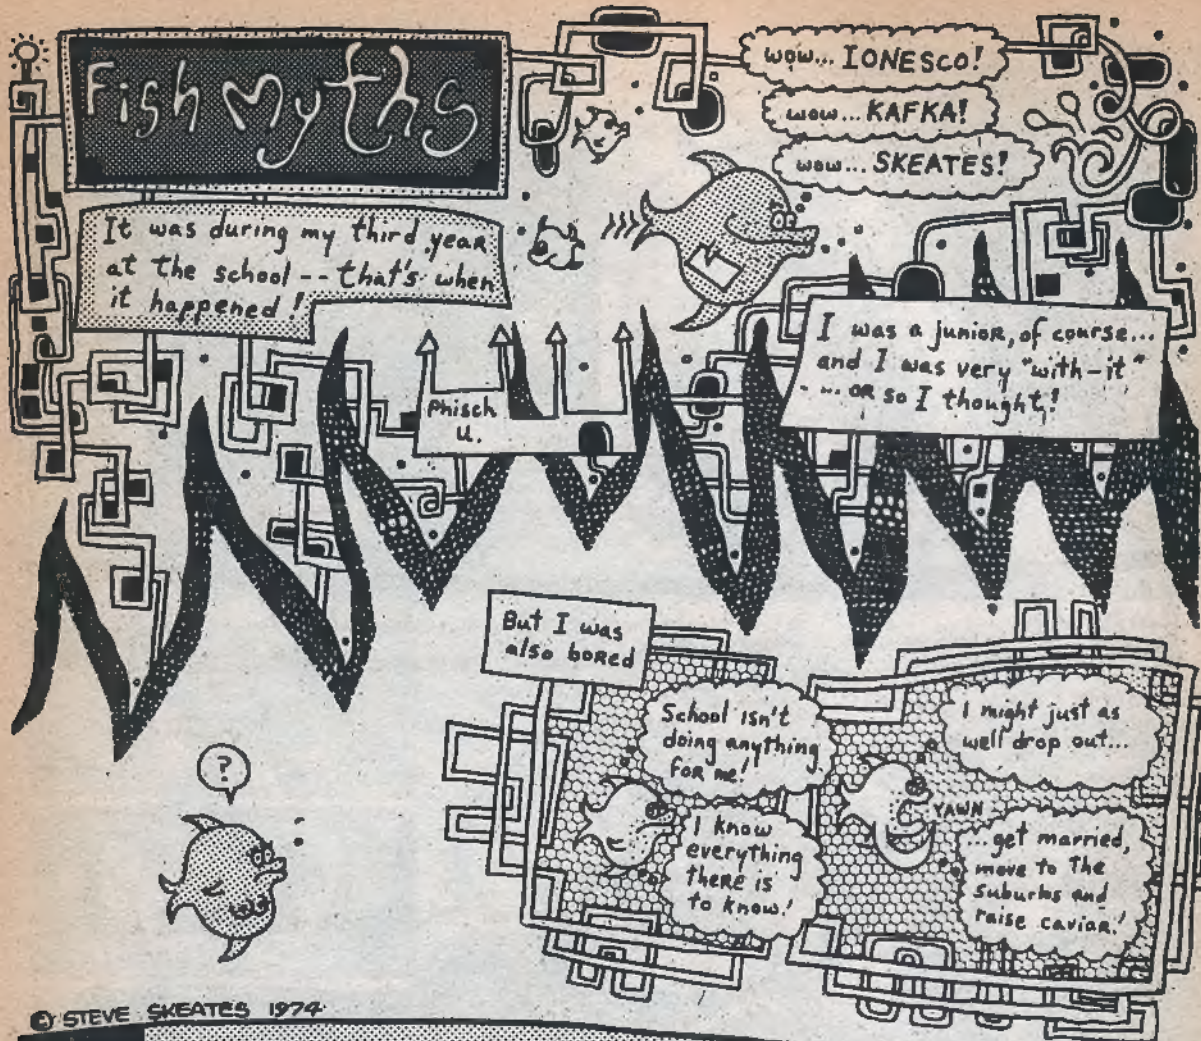 Fish Myths
wow... IONESCO!
wow... KAFKA!
wow... SKEATES!
It was during my third year
at the school -- that's when
it happened!
I was a junior, of course...
and I was very "with-it"
... or so I thought!
Phisch
U.
But I was
also bored
School isn't
doing anything
for me!
I know
everything
there is
to know!
I might just as
well drop out...
YAWN
...get married,
move to the
suburbs and
raise caviar!
?
© STEVE SKEATES 1974